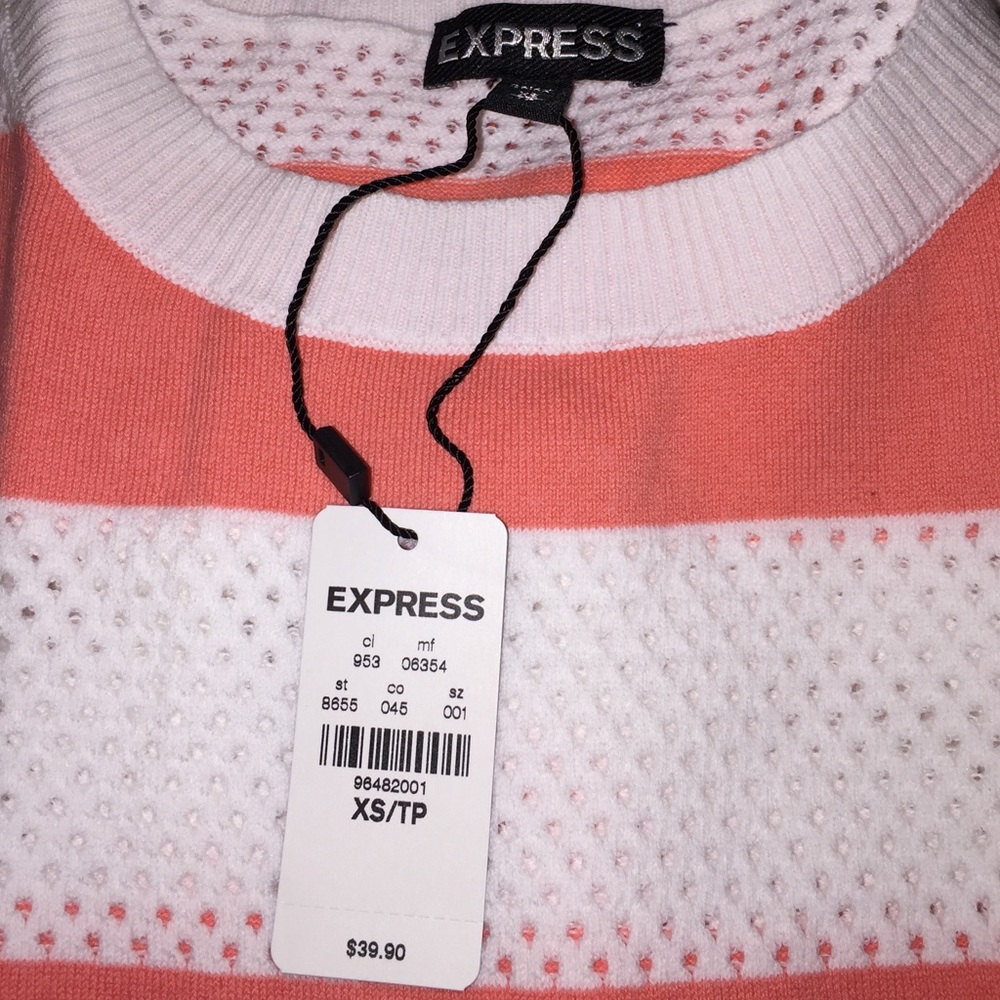 EXPRESS
EXPRESS
cl mf
953 06354
st co sz
8655 045 001
96482001
XS/TP
$39.90